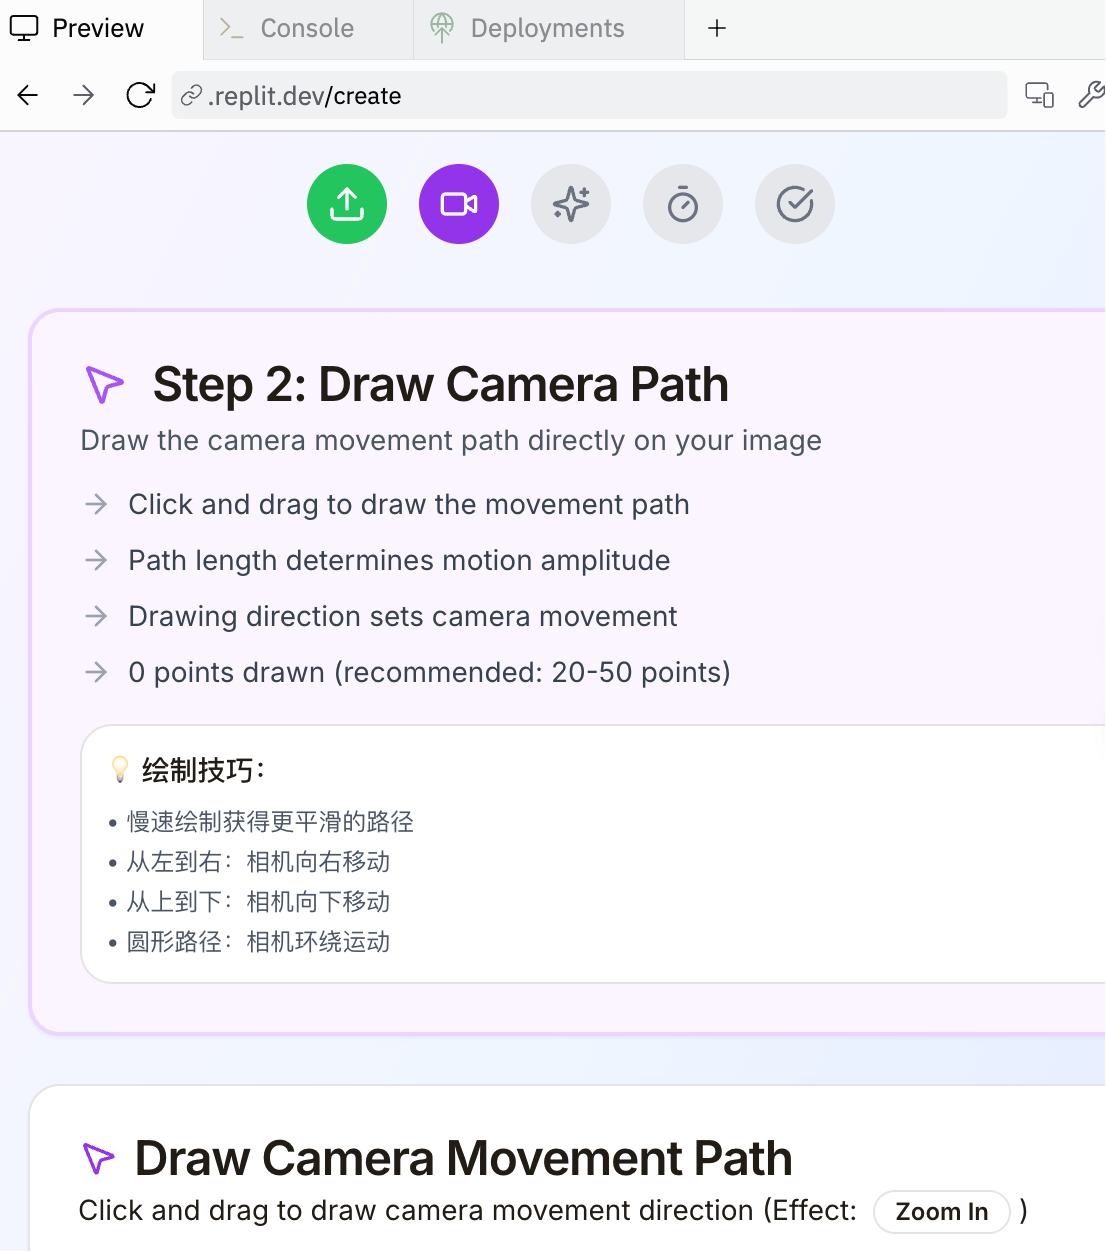 Preview
Console
Deployments
.replit.dev/create
Step 2: Draw Camera Path
Draw the camera movement path directly on your image
Click and drag to draw the movement path
Path length determines motion amplitude
Drawing direction sets camera movement
0 points drawn (recommended: 20-50 points)
💡 绘制技巧：
• 慢速绘制获得更平滑的路径
• 从左到右：相机向右移动
• 从上到下：相机向下移动
• 圆形路径：相机环绕运动
Draw Camera Movement Path
Click and drag to draw camera movement direction (Effect: Zoom In )